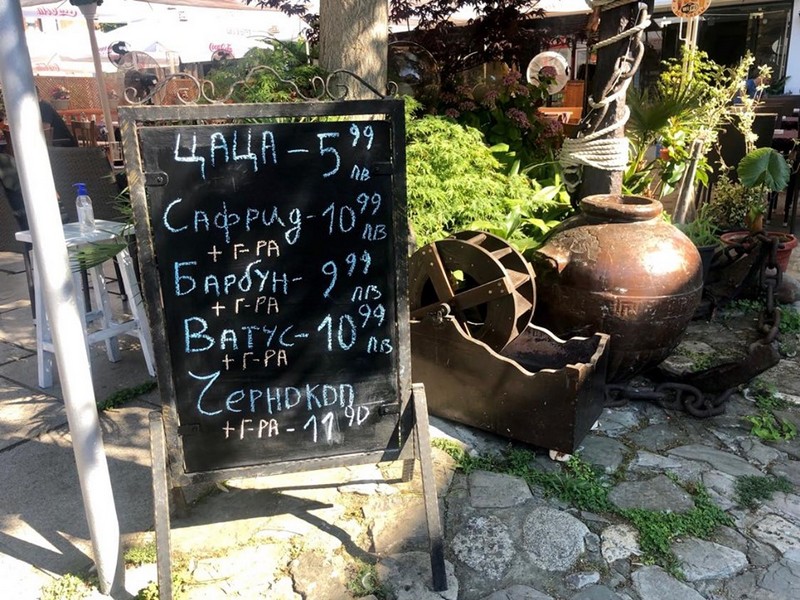 ЦАЦА - 5 99 лв
Сафрид - 10 99 лв
+ Г-РА
Барбун - 9 99 лв
+ Г-РА
Ватус - 10 99 лв
+ Г-РА
Чернокоп
+ Г-РА - 11 90